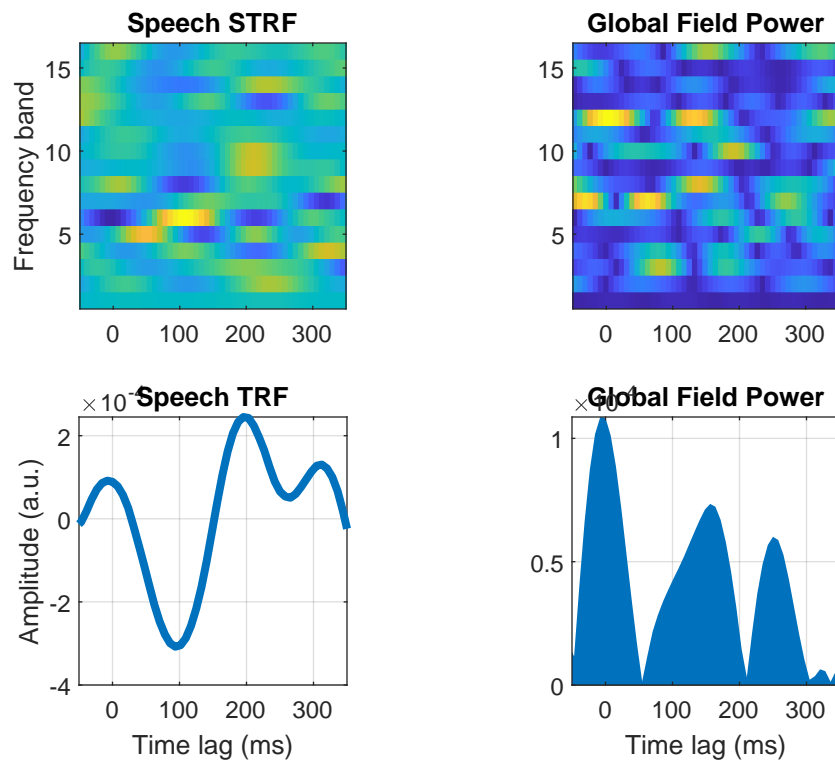 Speech STRF
Frequency band
15
10
5
0 100 200 300
Global Field Power
15
10
5
0 100 200 300
Speech TRF
×10⁻⁴
Amplitude (a.u.)
2
0
-2
-4
0 100 200 300
Time lag (ms)
Global Field Power
1
0.5
0
0 100 200 300
Time lag (ms)